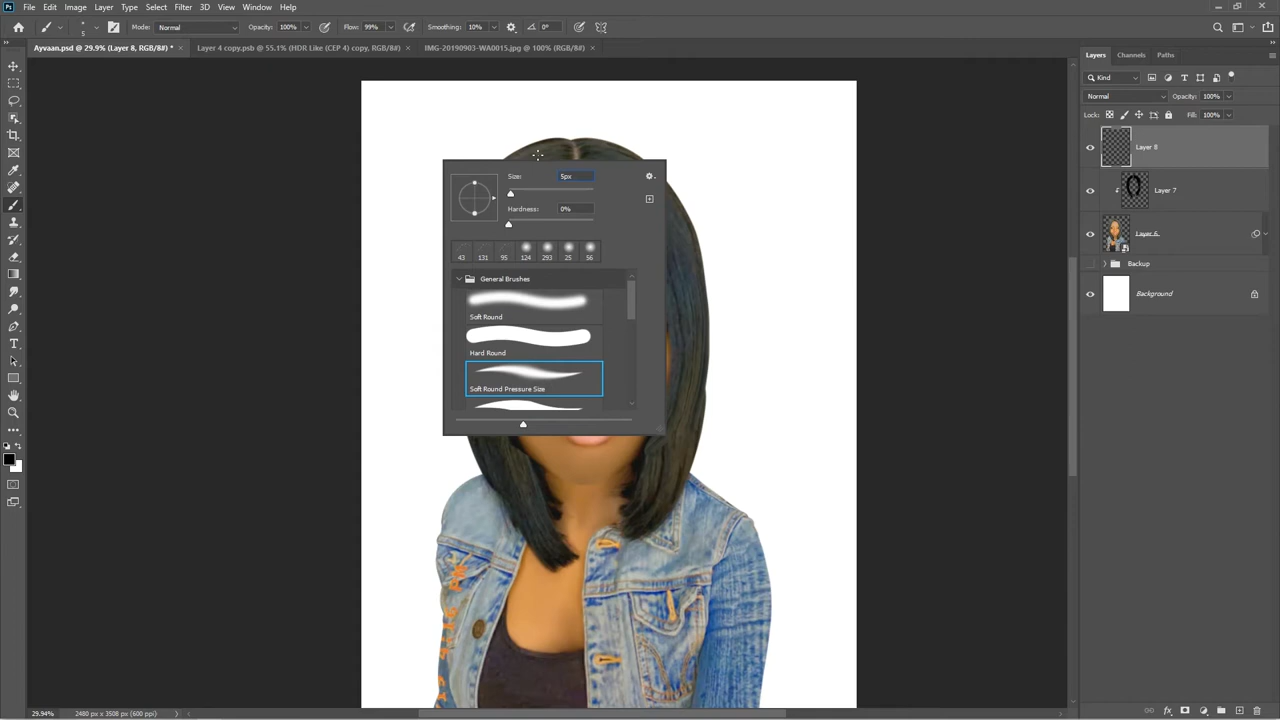 File Edit Image Layer Type Select Filter 3D View Window Help
5 Mode: Normal Opacity: 100% Flow: 99% Smoothing: 10% 0°
Ayvaan.psd @ 29.9% (Layer 8, RGB/8#) * × Layer 4 copy.psb @ 55.1% (HDR Like (CEP 4) copy, RGB/8#) × IMG-20190903-WA0015.jpg @ 100% (RGB/8#) ×
Layers Channels Paths
Kind
Normal Opacity: 100%
Lock: Fill: 100%
Layer 8
Layer 7
Layer 6
Backup
Background
Size: 5px
Hardness: 0%
43 131 95 124 293 25 56
General Brushes
Soft Round
Hard Round
Soft Round Pressure Size
29.94% 2480 px x 3508 px (600 ppi)